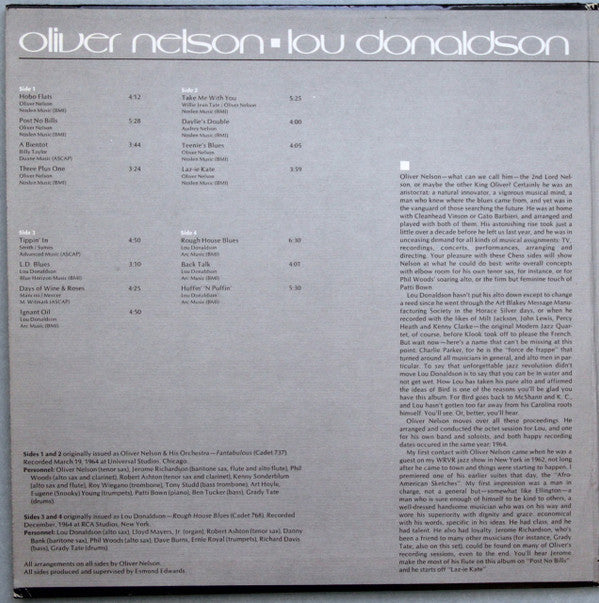 oliver nelson ▪ lou donaldson
Side 1
Hobo Flats 4:12
Oliver Nelson
Noslen Music (BMI)
Post No Bills 5:28
Oliver Nelson
Noslen Music (BMI)
A Bientot 3:44
Billy Taylor
Duane Music (ASCAP)
Three Plus One 3:24
Oliver Nelson
Noslen Music (BMI)
Side 2
Take Me With You 5:25
Willie Jean Tate / Oliver Nelson
Noslen Music (BMI)
Daylie's Double 4:00
Audrey Nelson
Noslen Music (BMI)
Teenie's Blues 4:05
Oliver Nelson
Noslen Music (BMI)
Laz-ie Kate 3:59
Oliver Nelson
Noslen Music (BMI)
Side 3
Tippin' In 4:50
Smith / Symes
Advanced Music (ASCAP)
L.D. Blues 3:10
Lou Donaldson
Blue Horizon Music (BMI)
Days of Wine & Roses 4:25
Mancini / Mercer
M. Witmark (ASCAP)
Ignant Oil 4:50
Lou Donaldson
Arc Music (BMI)
Side 4
Rough House Blues 6:30
Lou Donaldson
Arc Music (BMI)
Back Talk 4:01
Lou Donaldson
Arc Music (BMI)
Huffin' 'N Puffin' 5:30
Lou Donaldson
Arc Music (BMI)
Sides 1 and 2 originally issued as Oliver Nelson & His Orchestra—Fantabulous (Cadet 737)
Recorded March 19, 1964 at Universal Studios. Chicago.
Personnel: Oliver Nelson (tenor sax), Jerome Richardson (baritone sax, flute and alto flute), Phil
Woods (alto sax and clarinet), Robert Ashton (tenor sax and clarinet), Kenny Sonderblum
(alto sax and flute), Roy Wiegano (trombone), Tony Studd (bass trombone), Art Hoyle,
Eugene (Snooky) Young (trumpets), Patti Bown (piano), Ben Tucker (bass), Grady Tate
(drums).
Sides 3 and 4 originally issued as Lou Donaldson—Rough House Blues (Cadet 768). Recorded
December, 1964 at RCA Studios, New York.
Personnel: Lou Donaldson (alto sax), Lloyd Mayers, Jr. (organ), Robert Ashton (tenor sax), Danny
Bank (baritone sax), Phil Woods (alto sax), Dave Burns, Ernie Royal (trumpets), Richard Davis
(bass), Grady Tate (drums)
All arrangements on all sides by Oliver Nelson.
All sides produced and supervised by Esmond Edwards.
Oliver Nelson—what can we call him—the 2nd Lord Nel-
son, or maybe the other King Oliver? Certainly he was an
aristocrat; a natural innovator, a vigorous musical mind, a
man who knew where the blues came from, and yet was in
the vanguard of those searching the future. He was at home
with Cleanhead Vinson or Gato Barbieri, and arranged and
played with both of them. His astonishing rise took just a
little over a decade before he left us last year, and he was in
unceasing demand for all kinds of musical assignments: TV,
recordings, concerts, performances, arranging and
directing. Your pleasure with these Chess sides will show
Nelson at what he could do best: write overall concepts
with elbow room for his own tenor sax, for instance, or for
Phil Woods' soaring alto, or the firm but feminine touch of
Patti Bown
Lou Donaldson hasn't put his alto down except to change
a reed since he went through the Art Blakey Message Manu-
facturing Society in the Horace Silver days, or when he
recorded with the likes of Milt Jackson, John Lewis, Percy
Heath and Kenny Clarke—the original Modern Jazz Quar-
tet, of course, before Klook took off to please the French.
But wait now—here's a name that can't be missing at this
point: Charlie Parker, for he is the "force de frappe" that
turned around all musicians in general, and alto men in par-
ticular. To say that unforgettable jazz revolution didn't
move Lou Donaldson is to say that you can be in water and
not get wet. How Lou has taken his pure alto and affirmed
the ideas of Bird is one of the reasons you'll be glad you
have this album. For Bird goes back to McShann and K. C.,
and Lou hasn't gotten too far away from his Carolina roots
himself. You'll see. Or, better, you'll hear.
Oliver Nelson moves over all these proceedings. He
arranged and conducted the octet session for Lou, and one
for his own band and soloists, and both happy recording
dates occured in the same year, 1964.
My first contact with Oliver Nelson came when he was a
guest on my WRVR jazz show in New York in 1962, not long
after he came to town and things were starting to happen. I
premiered one of his earlier suites that day, the "Afro-
American Sketches". My first impression was a man in
charge, not a general but—somewhat like Ellington—a
man who is sure enough of himself to be kind to others, a
well-dressed handsome musician who was on his way and
wore his superiority with dignity and grace, economical
with his words, specific in his ideas. He had class, and he
had talent. He also had loyalty. Jerome Richardson, who's
been a friend to many other musicians (for instance, Grady
Tate, also on this set), could be found on many of Oliver's
recording sessions, even to the end. You'll hear Jerome
make the most of his flute on this album on "Post No Bills"
and he starts off "Laz-ie Kate"